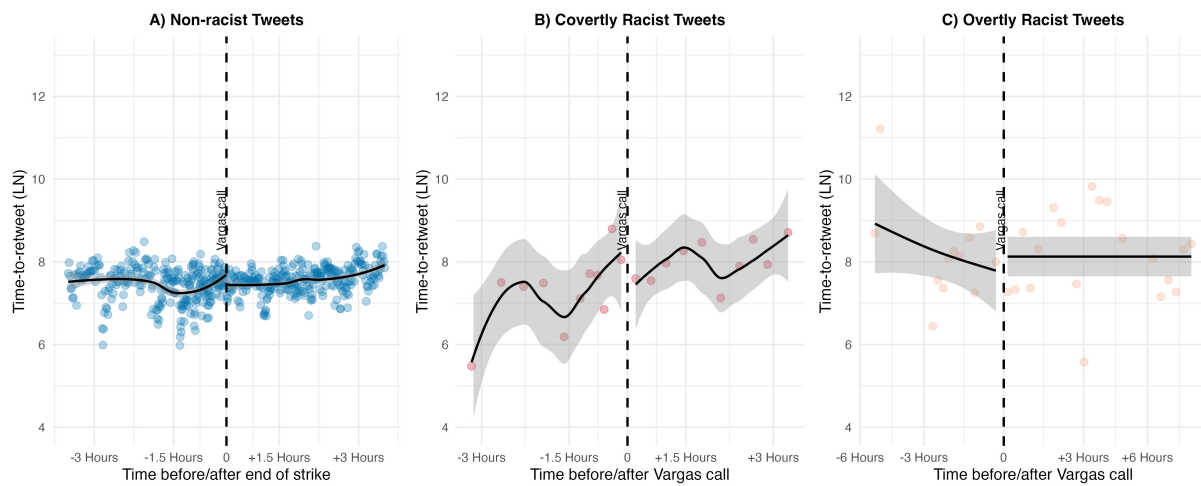 A) Non-racist Tweets
Time-to-retweet (LN)
12
10
8
6
4
Vargas call
-3 Hours -1.5 Hours 0 +1.5 Hours +3 Hours
Time before/after end of strike
B) Covertly Racist Tweets
Time-to-retweet (LN)
12
10
8
6
4
Vargas call
-3 Hours -1.5 Hours 0 +1.5 Hours +3 Hours
Time before/after Vargas call
C) Overtly Racist Tweets
Time-to-retweet (LN)
12
10
8
6
4
Vargas call
-6 Hours -3 Hours 0 +3 Hours +6 Hours
Time before/after Vargas call